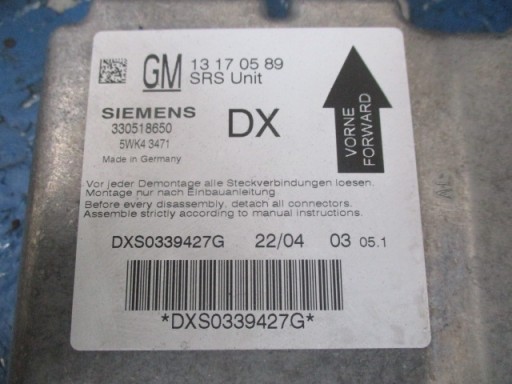 GM 13 17 05 89
SRS Unit
SIEMENS
330518650
5WK4 3471
Made in Germany
DX
VORNE
FORWARD
Vor jeder Demontage alle Steckverbindungen loesen.
Montage nur nach Einbauanleitung.
Before every disassembly, detach all connectors.
Assemble strictly according to manual instructions.
DXS0339427G 22/04 03 05.1
*DXS0339427G*